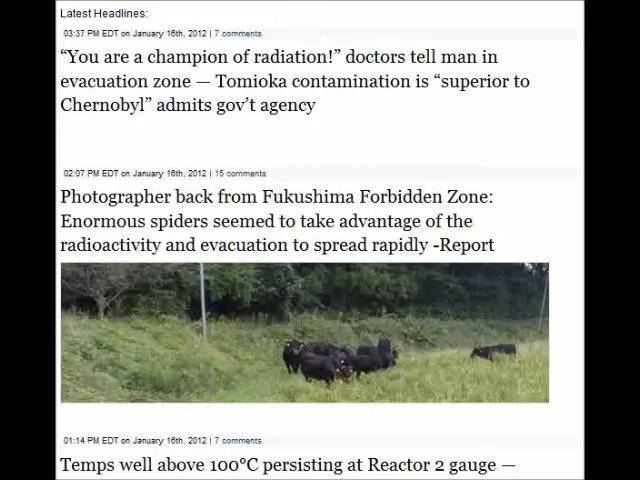 Latest Headlines:
03:37 PM EDT on January 16th, 2012 | 7 comments
“You are a champion of radiation!” doctors tell man in
evacuation zone — Tomioka contamination is “superior to
Chernobyl” admits gov’t agency
02:07 PM EDT on January 16th, 2012 | 15 comments
Photographer back from Fukushima Forbidden Zone:
Enormous spiders seemed to take advantage of the
radioactivity and evacuation to spread rapidly -Report
01:14 PM EDT on January 16th, 2012 | 7 comments
Temps well above 100°C persisting at Reactor 2 gauge —